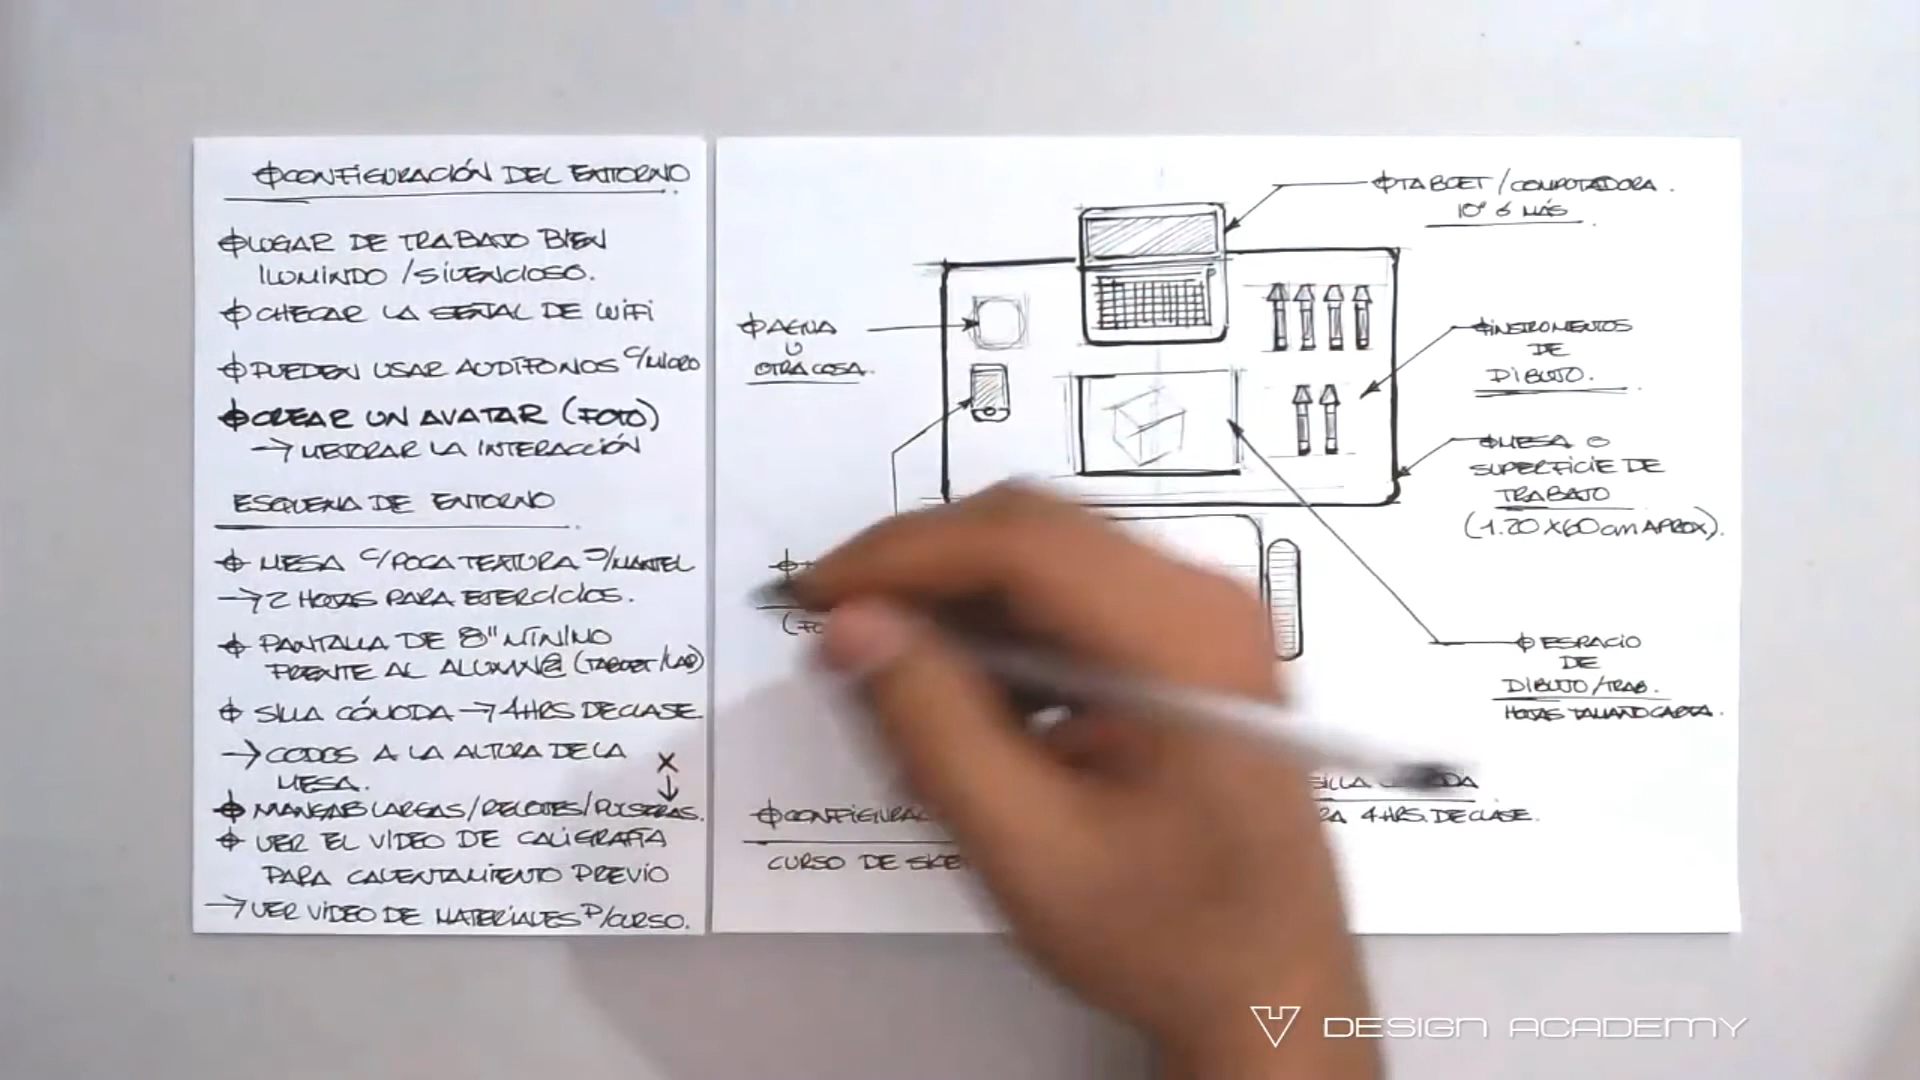 CONFIGURACIÓN DEL ENTORNO
LUGAR DE TRABAJO BIEN
ILUMINDO / SILENCIOSO.
CHECAR LA SEÑAL DE WIFI
PUEDEN USAR AUDÍFONOS C/MICRO
CREAR UN AVATAR (FOTO)
→ MEJORAR LA INTERACCIÓN
ESQUEMA DE ENTORNO
MESA C/POCA TEXTURA S/MANTEL
→ 2 HOJAS PARA EJERCICIOS.
PANTALLA DE 8" MÍNIMO
FRENTE AL ALUMN@ (TABLET/LAP)
SILLA CÓMODA → 4HRS DE CLASE
→ CODOS A LA ALTURA DE LA
MESA.
X
MANGAS LARGAS/RELOJES/PULSERAS.
VER EL VIDEO DE CALIGRAFÍA
PARA CALENTAMIENTO PREVIO
→ VER VIDEO DE MATERIALES P/CURSO.
TABLET/COMPUTADORA.
10" Ó MÁS
AGUA
U
OTRA COSA.
INSTRUMENTOS
DE
DIBUJO.
MESA O
SUPERFICIE DE
TRABAJO
(1.20 X 60 cm APROX).
ESPACIO
DE
DIBUJO/TRAB.
HOJAS TAMAÑO CARTA.
SILLA
4HRS. DE CLASE.
CURSO DE
DESIGN ACADEMY